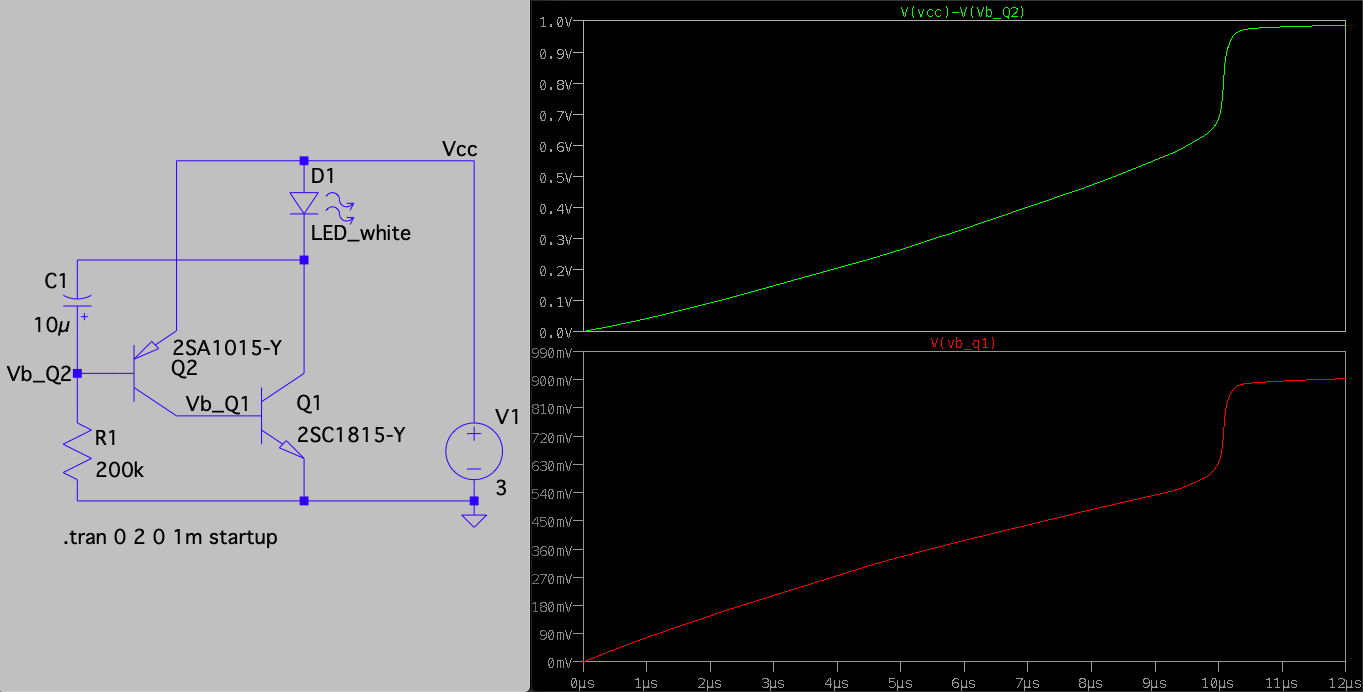 Vcc
D1
LED_white
C1
+
10µ
2SA1015-Y
Q2
Vb_Q2
Vb_Q1
Q1
2SC1815-Y
V1
R1
200k
3
.tran 0 2 0 1m startup
V(vcc)-V(Vb_Q2)
1.0V
0.9V
0.8V
0.7V
0.6V
0.5V
0.4V
0.3V
0.2V
0.1V
0.0V
V(vb_q1)
990mV
900mV
810mV
720mV
630mV
540mV
450mV
360mV
270mV
180mV
90mV
0mV
0µs 1µs 2µs 3µs 4µs 5µs 6µs 7µs 8µs 9µs 10µs 11µs 12µs